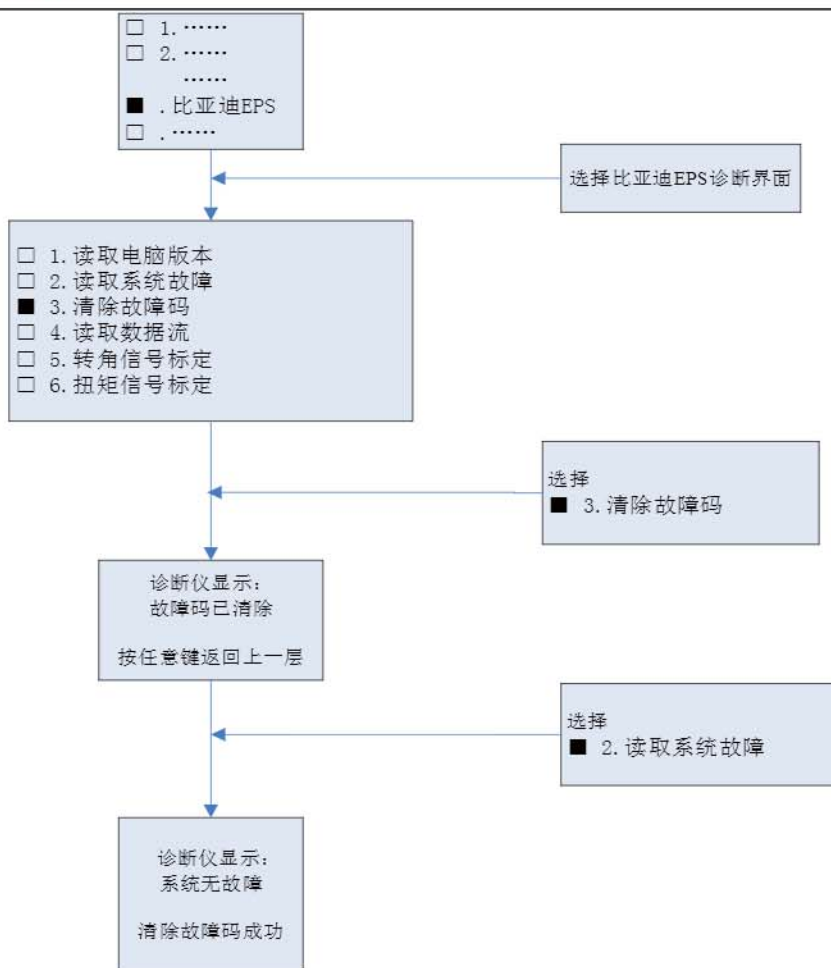 □ 1.……
□ 2.……
……
■ .比亚迪EPS
□ .……
选择比亚迪EPS诊断界面
□ 1.读取电脑版本
□ 2.读取系统故障
■ 3.清除故障码
□ 4.读取数据流
□ 5.转角信号标定
□ 6.扭矩信号标定
选择
■ 3.清除故障码
诊断仪显示：
故障码已清除
按任意键返回上一层
选择
■ 2.读取系统故障
诊断仪显示：
系统无故障
清除故障码成功